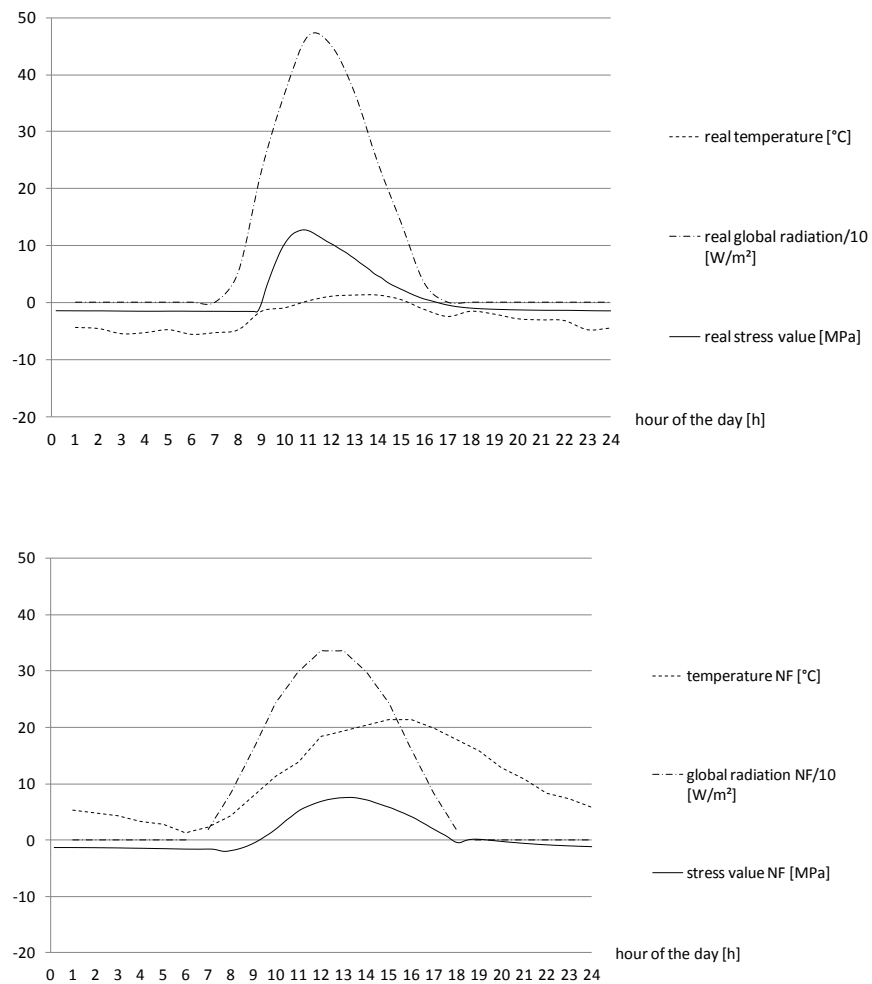 50
40
30
20
10
0
-10
-20
0 1 2 3 4 5 6 7 8 9 10 11 12 13 14 15 16 17 18 19 20 21 22 23 24
hour of the day [h]
real temperature [°C]
real global radiation/10
[W/m²]
real stress value [MPa]
50
40
30
20
10
0
-10
-20
0 1 2 3 4 5 6 7 8 9 10 11 12 13 14 15 16 17 18 19 20 21 22 23 24
hour of the day [h]
temperature NF [°C]
global radiation NF/10
[W/m²]
stress value NF [MPa]